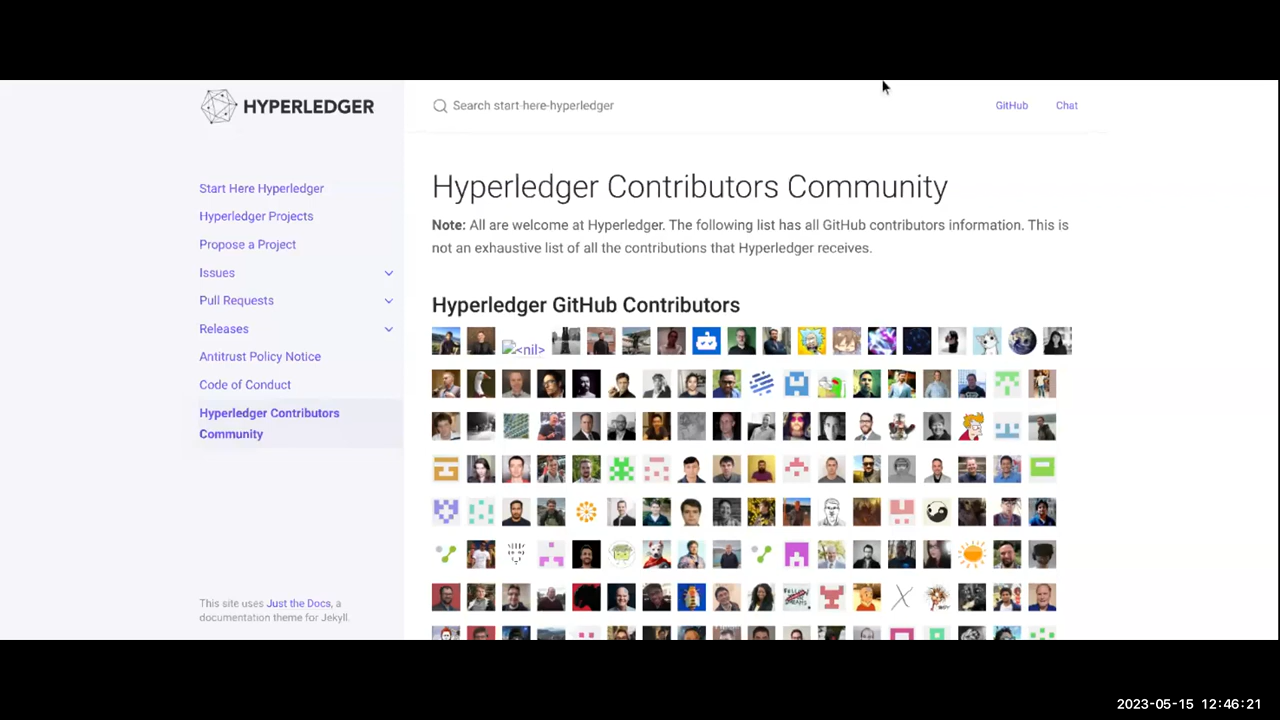 HYPERLEDGER
Search start-here-hyperledger
GitHub
Chat
Start Here Hyperledger
Hyperledger Projects
Propose a Project
Issues
Pull Requests
Releases
Antitrust Policy Notice
Code of Conduct
Hyperledger Contributors
Community
This site uses Just the Docs, a
documentation theme for Jekyll.
Hyperledger Contributors Community
Note: All are welcome at Hyperledger. The following list has all GitHub contributors information. This is
not an exhaustive list of all the contributions that Hyperledger receives.
Hyperledger GitHub Contributors
<nil>
2023-05-15 12:46:21